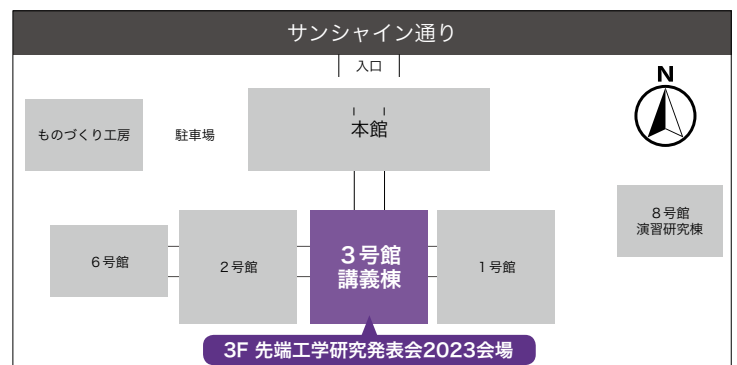 サンシャイン通り
入口
N
ものづくり工房
駐車場
本館
8号館
演習研究棟
6号館
2号館
3号館
講義棟
1号館
3F 先端工学研究発表会2023会場